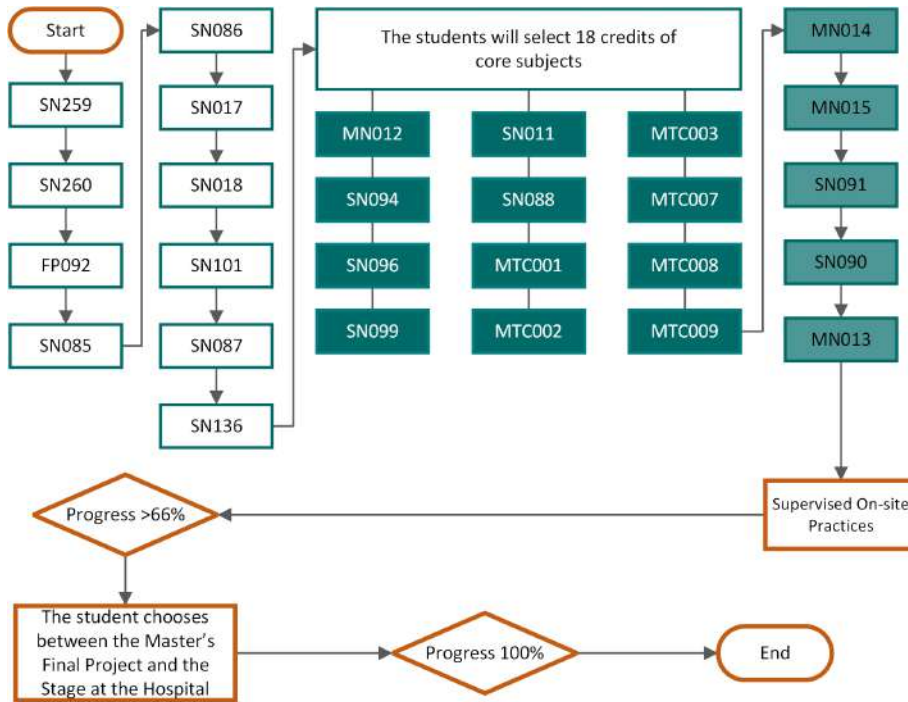 Start
SN259
SN260
FP092
SN085
SN086
SN017
SN018
SN101
SN087
SN136
The students will select 18 credits of
core subjects
MN012
SN094
SN096
SN099
SN011
SN088
MTC001
MTC002
MTC003
MTC007
MTC008
MTC009
MN014
MN015
SN091
SN090
MN013
Supervised On-site
Practices
Progress >66%
The student chooses
between the Master's
Final Project and the
Stage at the Hospital
Progress 100%
End